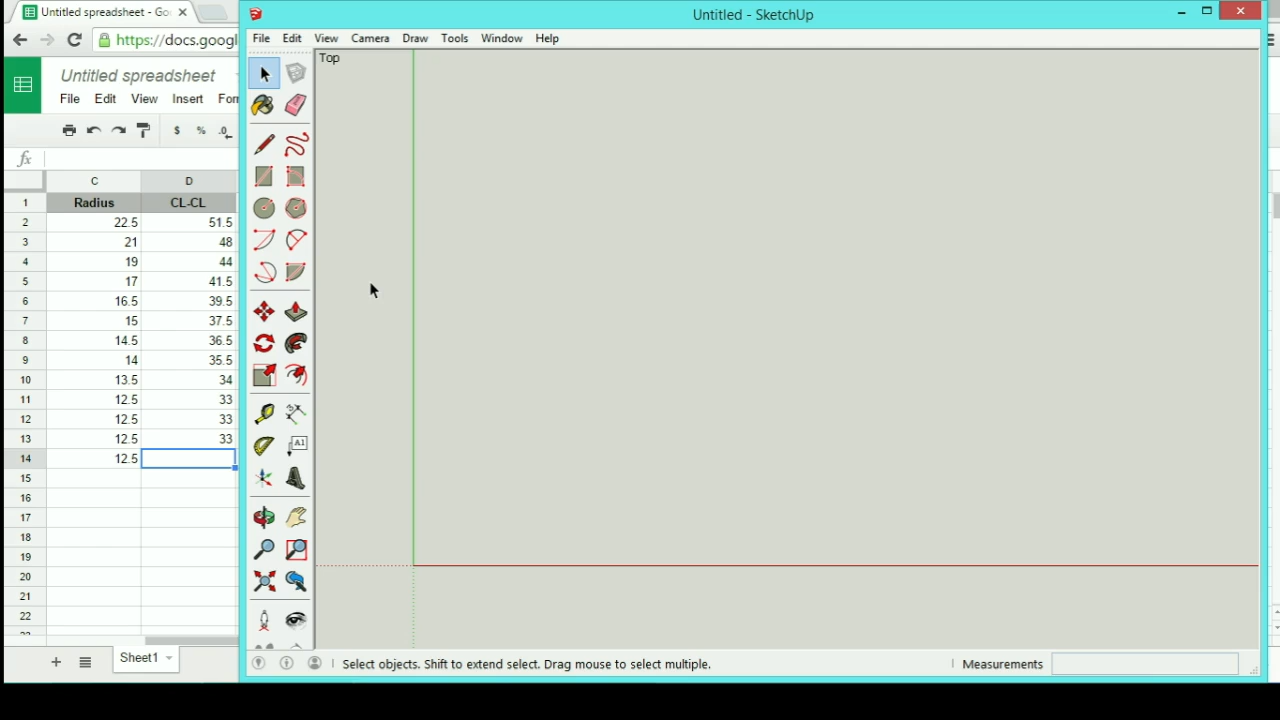 Untitled spreadsheet - Go
https://docs.googl
Untitled spreadsheet
File Edit View Insert Forn
$ % .0
fx
C D
1 Radius CL-CL
2 22.5 51.5
3 21 48
4 19 44
5 17 41.5
6 16.5 39.5
7 15 37.5
8 14.5 36.5
9 14 35.5
10 13.5 34
11 12.5 33
12 12.5 33
13 12.5 33
14 12.5
15
16
17
18
19
20
21
22
Sheet1
Untitled - SketchUp
File Edit View Camera Draw Tools Window Help
Top
A1
Select objects. Shift to extend select. Drag mouse to select multiple.
Measurements